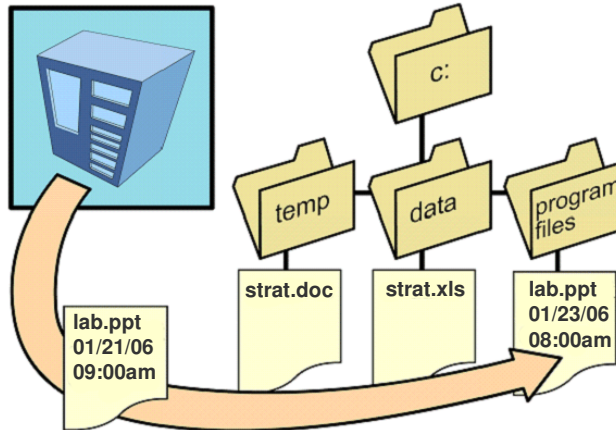 c:
temp
data
program
files
strat.doc
strat.xls
lab.ppt
01/23/06
08:00am
lab.ppt
01/21/06
09:00am